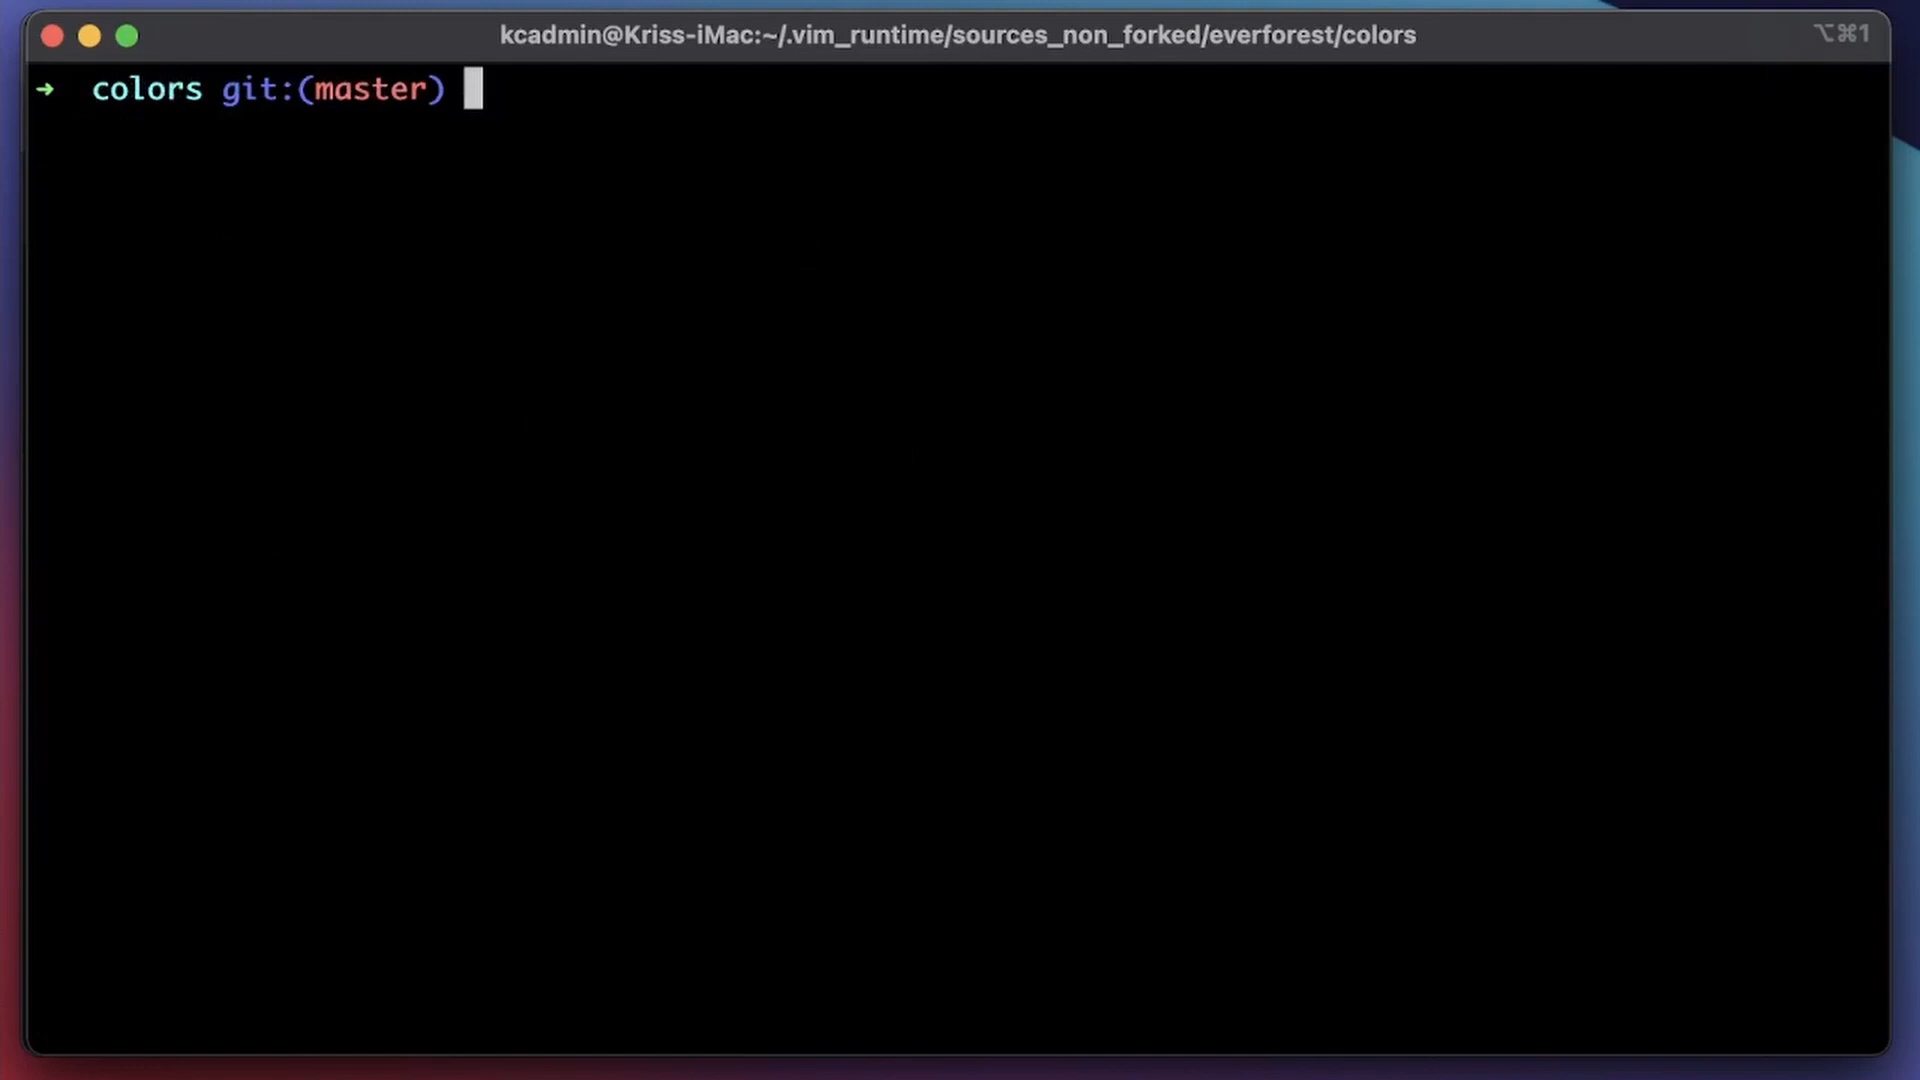 kcadmin@Kriss-iMac:~/.vim_runtime/sources_non_forked/everforest/colors
⌥⌘1
➜ colors git:(master)